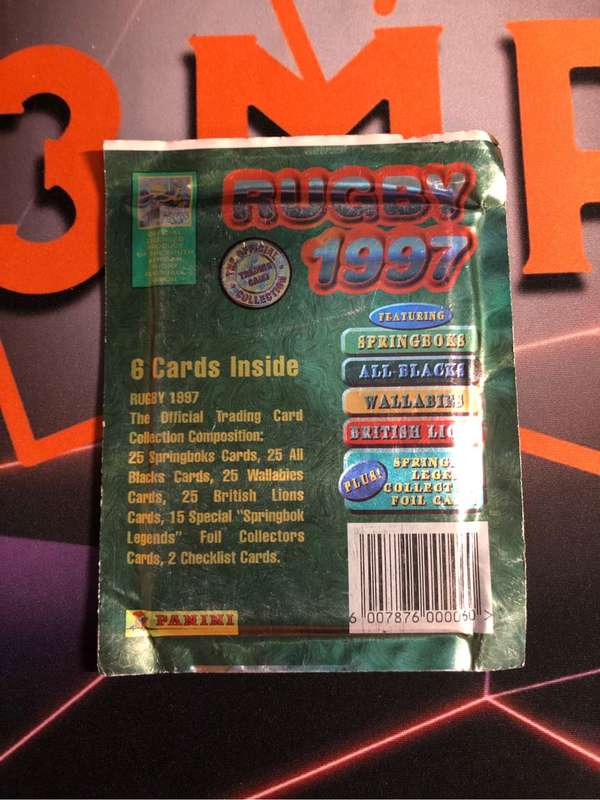 3MP
RUGBY
1997
THE OFFICIAL
TRADING
CARD
COLLECTION
FEATURING
SPRINGBOKS
ALL-BLACKS
WALLABIES
BRITISH
PLUS!
6 Cards Inside
RUGBY 1997
The Official Trading Card
Collection Composition:
25 Springboks Cards, 25 All
Blacks Cards, 25 Wallabies
Cards, 25 British Lions
Cards, 15 Special "Springbok
Legends" Foil Collectors
Cards, 2 Checklist Cards.
PANINI
6 007876 000060 >